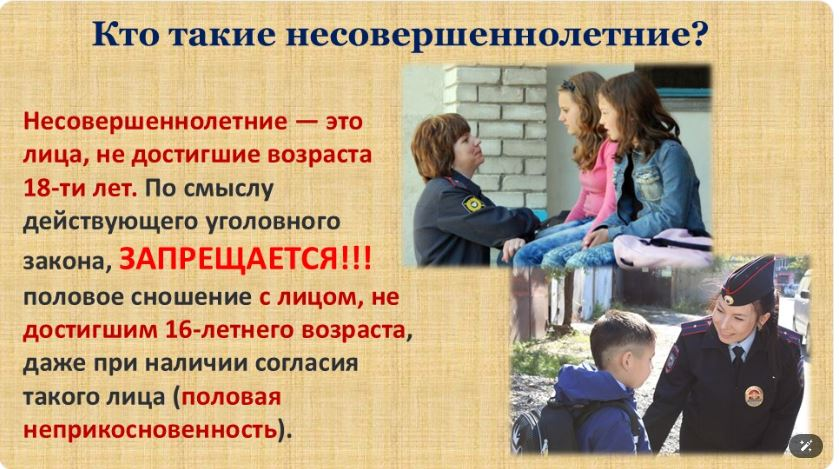 Кто такие несовершеннолетние?
Несовершеннолетние — это
лица, не достигшие возраста
18-ти лет. По смыслу
действующего уголовного
закона, ЗАПРЕЩАЕТСЯ!!!
половое сношение с лицом, не
достигшим 16-летнего возраста,
даже при наличии согласия
такого лица (половая
неприкосновенность).